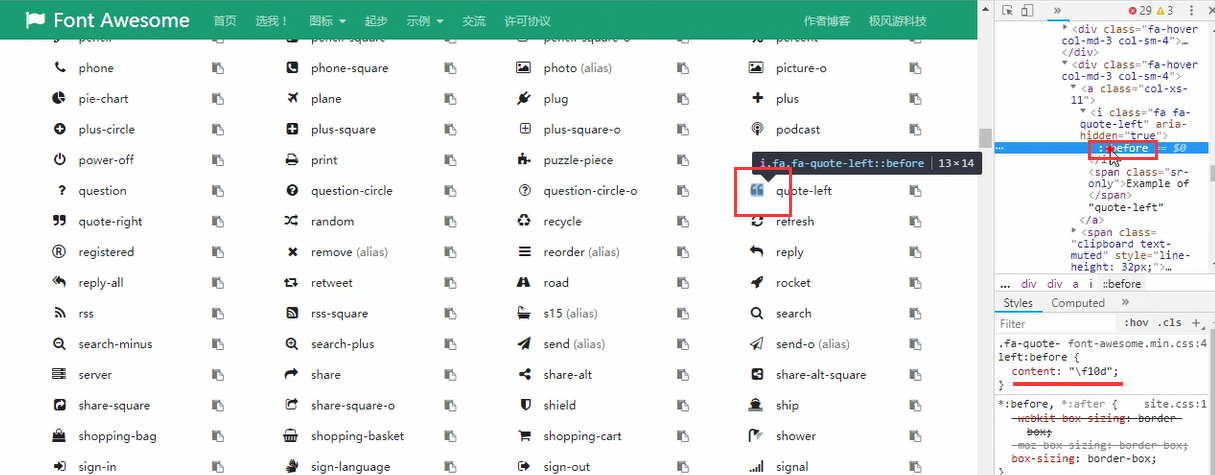 Font Awesome 首页 选我！ 图标 起步 示例 交流 许可协议 作者博客 极风游科技
pencil pencil-square pencil-square-o percent
phone phone-square photo (alias) picture-o
pie-chart plane plug plus
plus-circle plus-square plus-square-o podcast
power-off print puzzle-piece
i.fa.fa-quote-left::before 13×14
question question-circle question-circle-o quote-left
quote-right random recycle refresh
registered remove (alias) reorder (alias) reply
reply-all retweet road rocket
rss rss-square s15 (alias) search
search-minus search-plus send (alias) send-o (alias)
server share share-alt share-alt-square
share-square share-square-o shield ship
shopping-bag shopping-basket shopping-cart shower
sign-in sign-language sign-out signal
» 29 3
<div class="fa-hover
col-md-3 col-sm-4">…
</div>
<div class="fa-hover
col-md-3 col-sm-4">
<a class="col-xs-
11">
<i class="fa fa-
quote-left" aria-
hidden="true">
… ::before == $0
</i>
<span class="sr-
only">Example of
</span>
"quote-left"
</a>
<span class=
"clipboard text-
muted" style="line-
height: 32px;">…
... div div a i ::before
Styles Computed »
Filter :hov .cls +
.fa-quote- font-awesome.min.css:4
left:before {
content: "\f10d";
}
*:before, *:after { site.css:1
-webkit-box-sizing: border-
box;
-moz-box-sizing: border-box;
box-sizing: border-box;
}